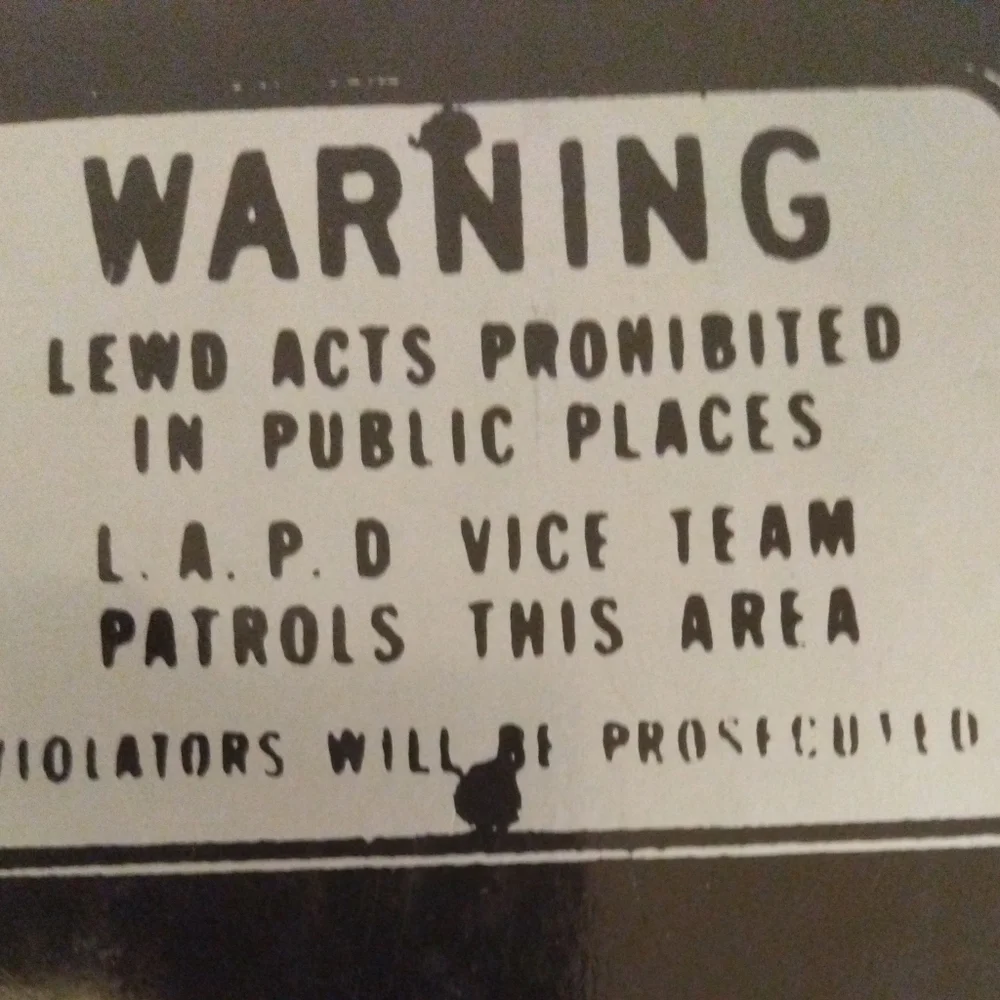 WARNING
LEWD ACTS PROHIBITED
IN PUBLIC PLACES
L.A.P.D VICE TEAM
PATROLS THIS AREA
VIOLATORS WILL BE PROSECUTED